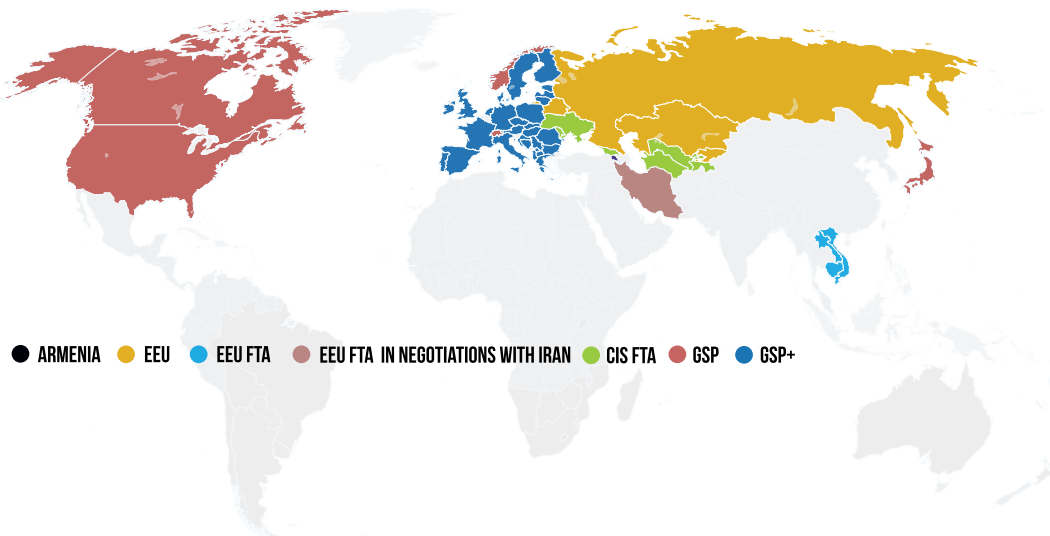 ARMENIA EEU EEU FTA EEU FTA IN NEGOTIATIONS WITH IRAN CIS FTA GSP GSP+